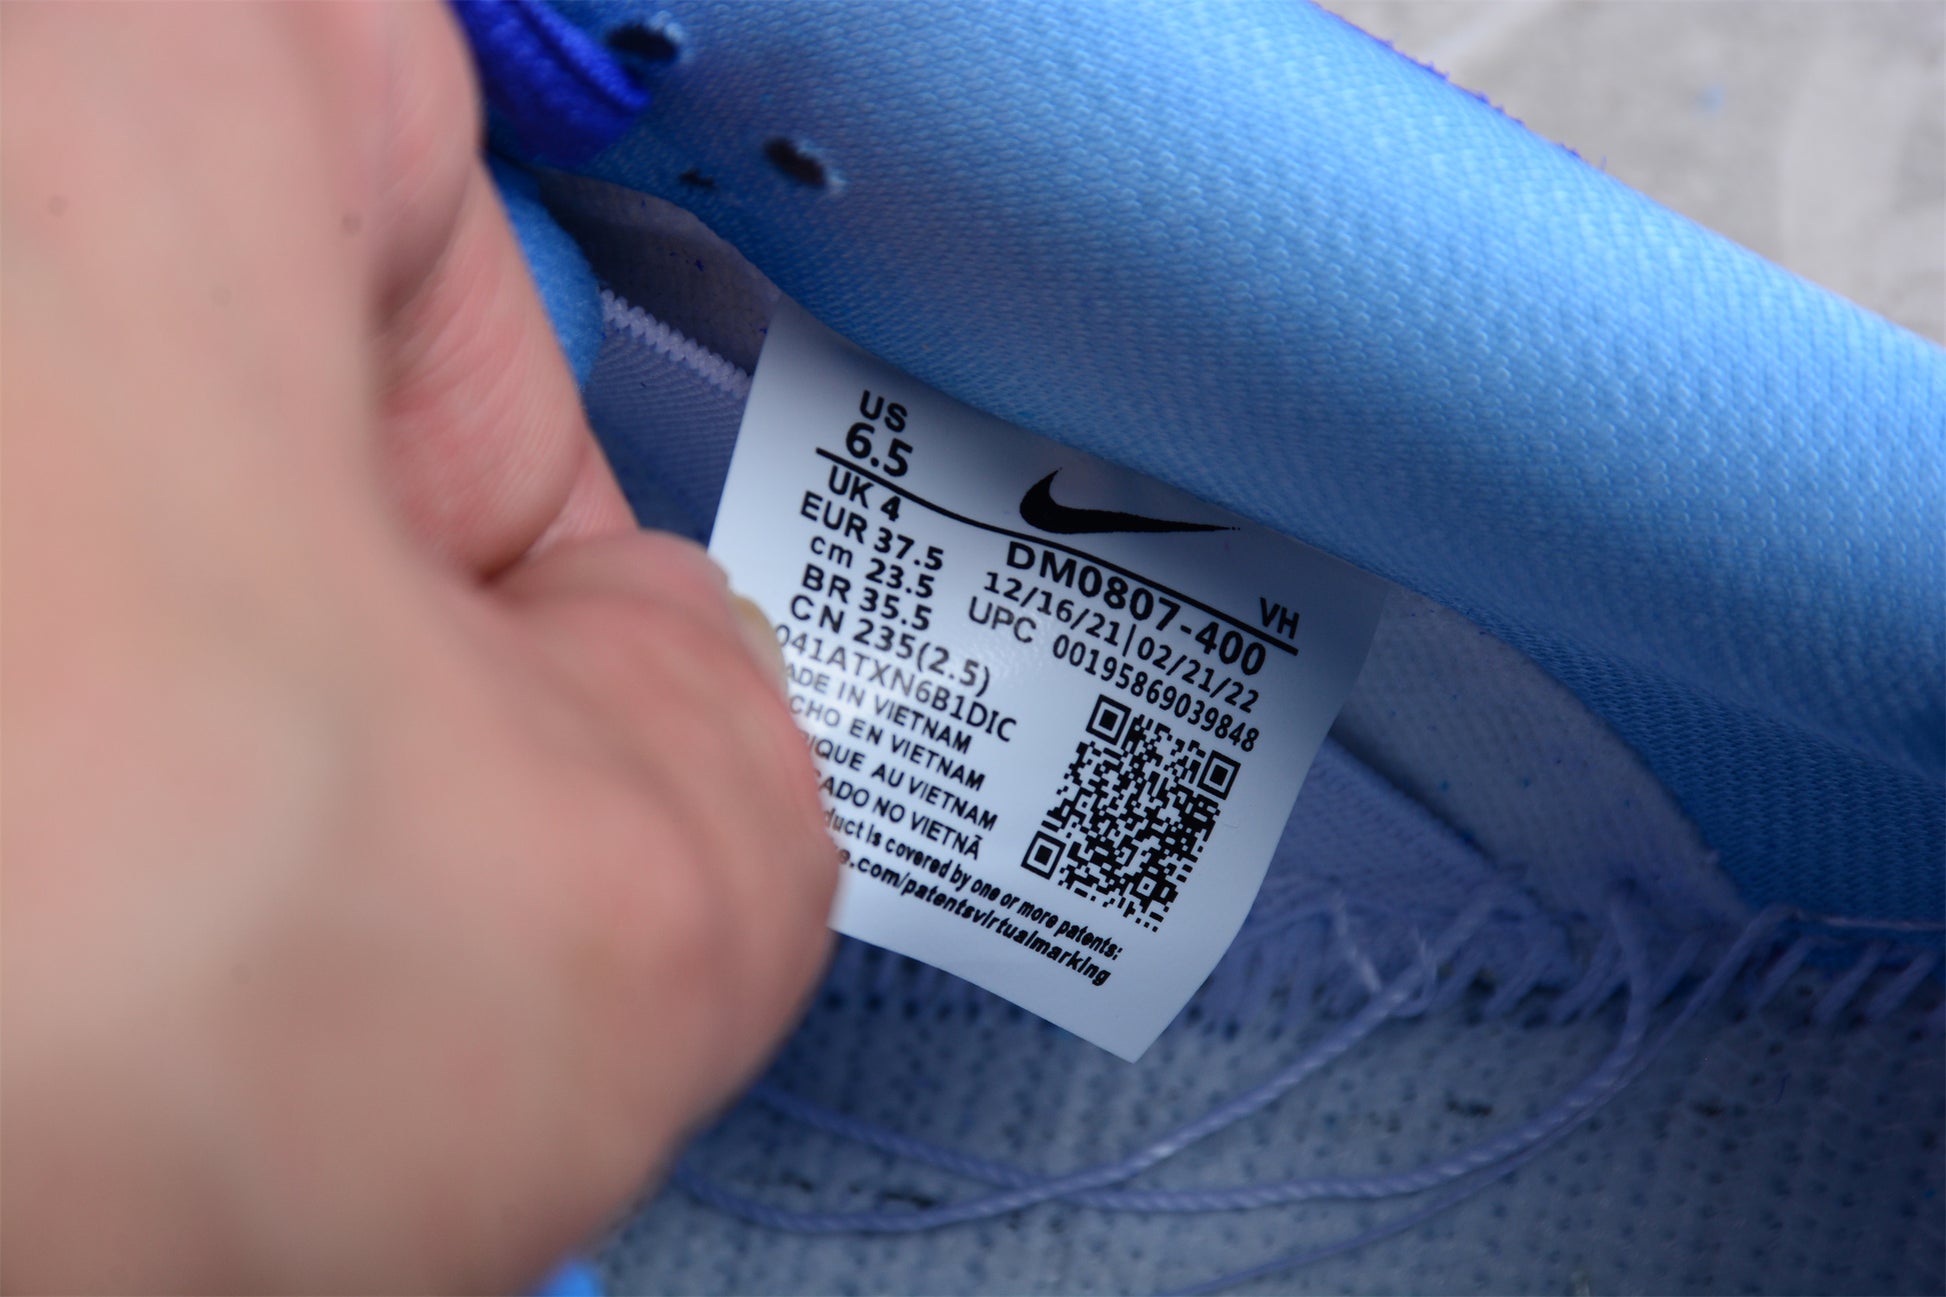 US
6.5
UK 4
EUR 37.5
cm 23.5
BR 35.5
CN 235(2.5)
041ATXN6B1DIC
ADE IN VIETNAM
CHO EN VIETNAM
IQUE AU VIETNAM
CADO NO VIETNÃ
duct is covered by one or more patents:
e.com/patentsvirtualmarking
VH
DM0807-400
12/16/21|02/21/22
UPC 00195869039848